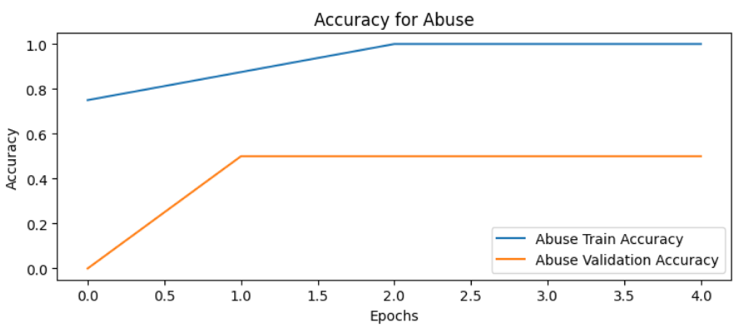 Accuracy for Abuse
1.0
0.8
0.6
0.4
0.2
0.0
Accuracy
0.0 0.5 1.0 1.5 2.0 2.5 3.0 3.5 4.0
Epochs
Abuse Train Accuracy
Abuse Validation Accuracy